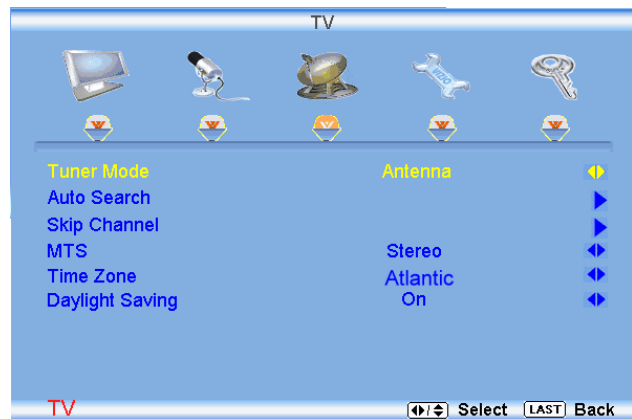 TV
VIZIO
Tuner Mode Antenna
Auto Search
Skip Channel
MTS Stereo
Time Zone Atlantic
Daylight Saving On
TV Select LAST Back